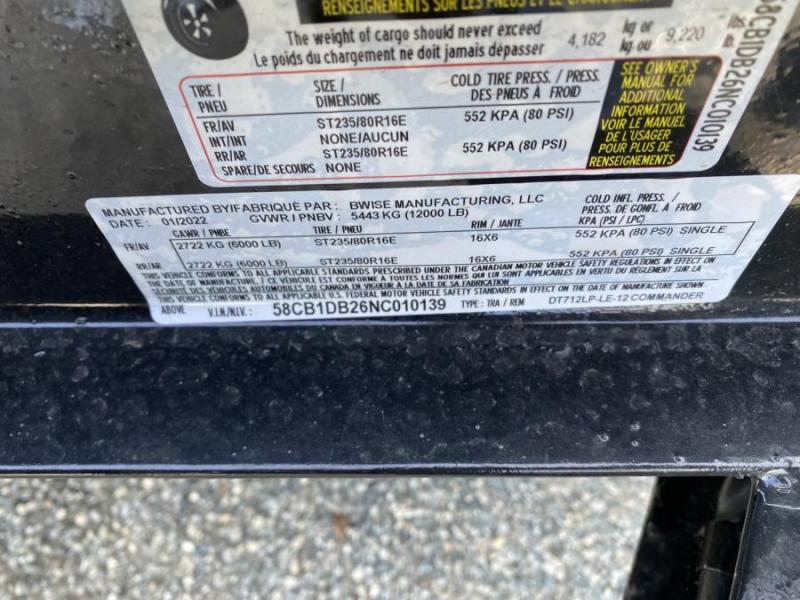 RENSEIGNEMENTS SUR LES PNEUS ET LE CHARGEMENT
The weight of cargo should never exceed
Le poids du chargement ne doit jamais dépasser
4,182 kg or kg ou 9,220
TIRE / PNEU SIZE / DIMENSIONS COLD TIRE PRESS. / PRESS. DES PNEUS À FROID
FR/AV ST235/80R16E 552 KPA (80 PSI)
INT/INT NONE/AUCUN
RR/AR ST235/80R16E 552 KPA (80 PSI)
SPARE/DE SECOURS NONE
SEE OWNER'S
MANUAL FOR
ADDITIONAL
INFORMATION
VOIR LE MANUEL
DE L'USAGER
POUR PLUS DE
RENSEIGNEMENTS
58CB1DB26NC010139
MANUFACTURED BY/FABRIQUÉ PAR : BWISE MANUFACTURING, LLC
DATE : 01/2022 GVWR / PNBV : 5443 KG (12000 LB)
COLD INFL. PRESS. / PRESS. DE GONFL. À FROID KPA (PSI / LPC)
GAWR / PNBE TIRE / PNEU RIM / JANTE
FR/AV 2722 KG (6000 LB) ST235/80R16E 16X6 552 KPA (80 PSI) SINGLE
RR/AR 2722 KG (6000 LB) ST235/80R16E 16X6 552 KPA (80 PSI) SINGLE
THIS VEHICLE CONFORMS TO ALL APPLICABLE STANDARDS PRESCRIBED UNDER THE CANADIAN MOTOR VEHICLE SAFETY REGULATIONS IN EFFECT ON
THE DATE OF MANUFACTURE / CE VÉHICULE EST CONFORME À TOUTES LES NORMES QUI LUI SONT APPLICABLES EN VERTU DU RÈGLEMENT SUR LA
SÉCURITÉ DES VÉHICULES AUTOMOBILES DU CANADA EN VIGUEUR À LA DATE DE SA FABRICATION
THIS VEHICLE CONFORMS TO ALL APPLICABLE U.S. FEDERAL MOTOR VEHICLE SAFETY STANDARDS IN EFFECT ON THE DATE OF MANUFACTURE SHOWN
ABOVE V.I.N./N.I.V.: 58CB1DB26NC010139 TYPE: TRA / REM DT712LP-LE-12 COMMANDER